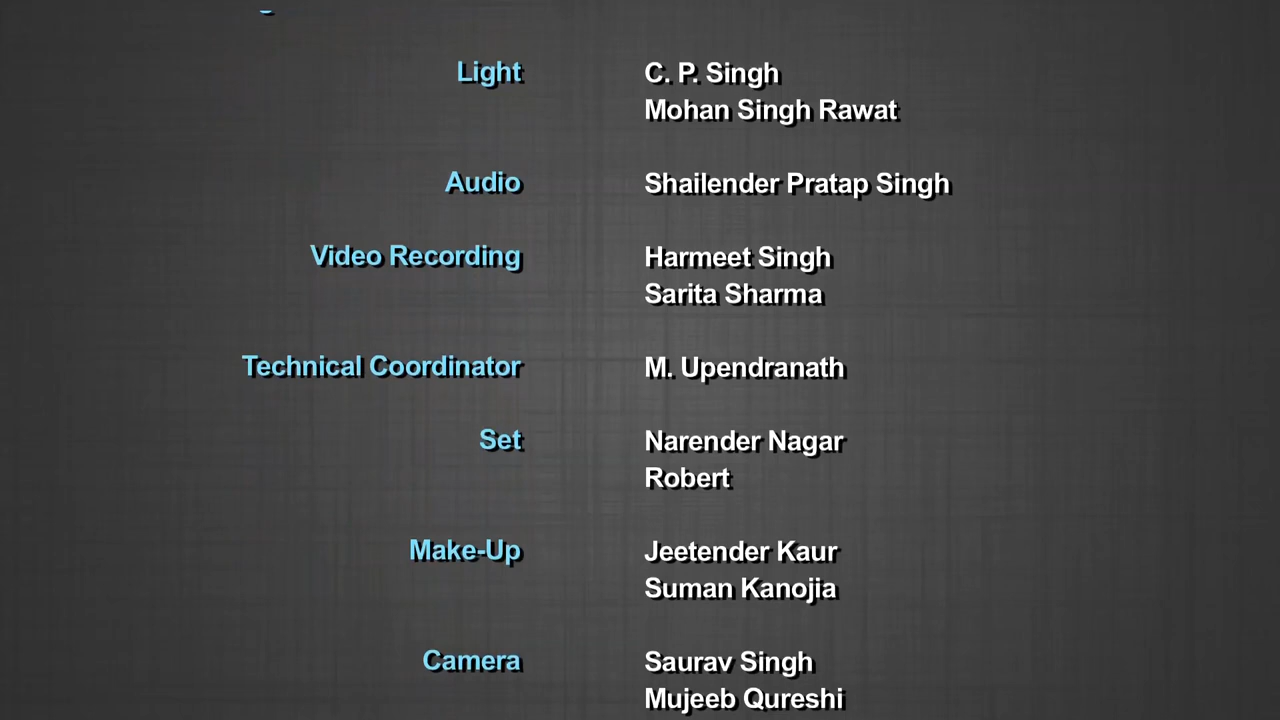 Light C. P. Singh
Mohan Singh Rawat
Audio Shailender Pratap Singh
Video Recording Harmeet Singh
Sarita Sharma
Technical Coordinator M. Upendranath
Set Narender Nagar
Robert
Make-Up Jeetender Kaur
Suman Kanojia
Camera Saurav Singh
Mujeeb Qureshi